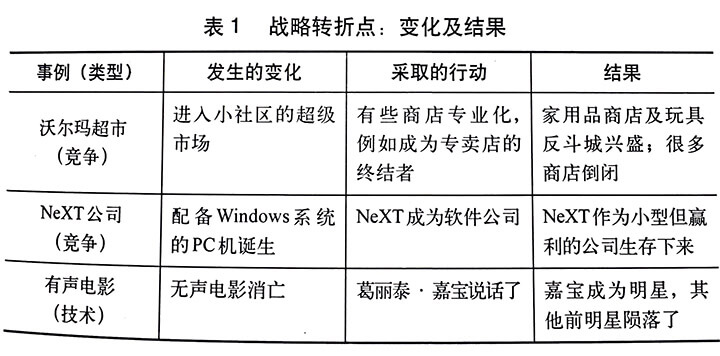 表1 战略转折点：变化及结果
事例（类型） 发生的变化 采取的行动 结果
沃尔玛超市
（竞争）
进入小社区的超级
市场
有些商店专业化，
例如成为专卖店的
终结者
家用品商店及玩具
反斗城兴盛；很多
商店倒闭
NeXT公司
（竞争）
配备Windows系统
的PC机诞生
NeXT成为软件公司
NeXT作为小型但赢
利的公司生存下来
有声电影
（技术）
无声电影消亡
葛丽泰·嘉宝说话了
嘉宝成为明星，其
他前明星陨落了